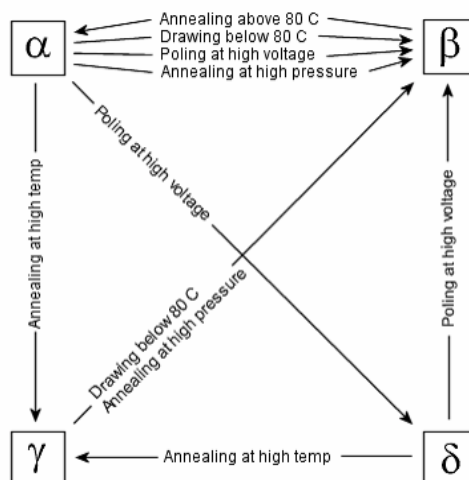 Annealing above 80 C
α
Drawing below 80 C
β
Poling at high voltage
Annealing at high pressure
Poling at high voltage
Annealing at high temp
Poling at high voltage
Drawing below 80 C
Annealing at high pressure
γ
Annealing at high temp
δ